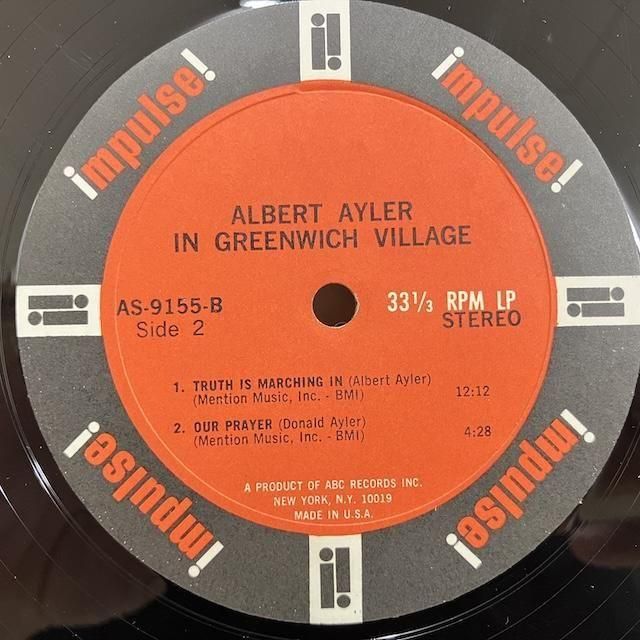 impulse!
impulse!
ALBERT AYLER
IN GREENWICH VILLAGE
AS-9155-B
Side 2
33 1/3 RPM LP
STEREO
1. TRUTH IS MARCHING IN (Albert Ayler)
(Mention Music, Inc. - BMI) 12:12
2. OUR PRAYER (Donald Ayler)
(Mention Music, Inc. - BMI) 4:28
A PRODUCT OF ABC RECORDS INC.
NEW YORK, N.Y. 10019
MADE IN U.S.A.
impulse!
impulse!